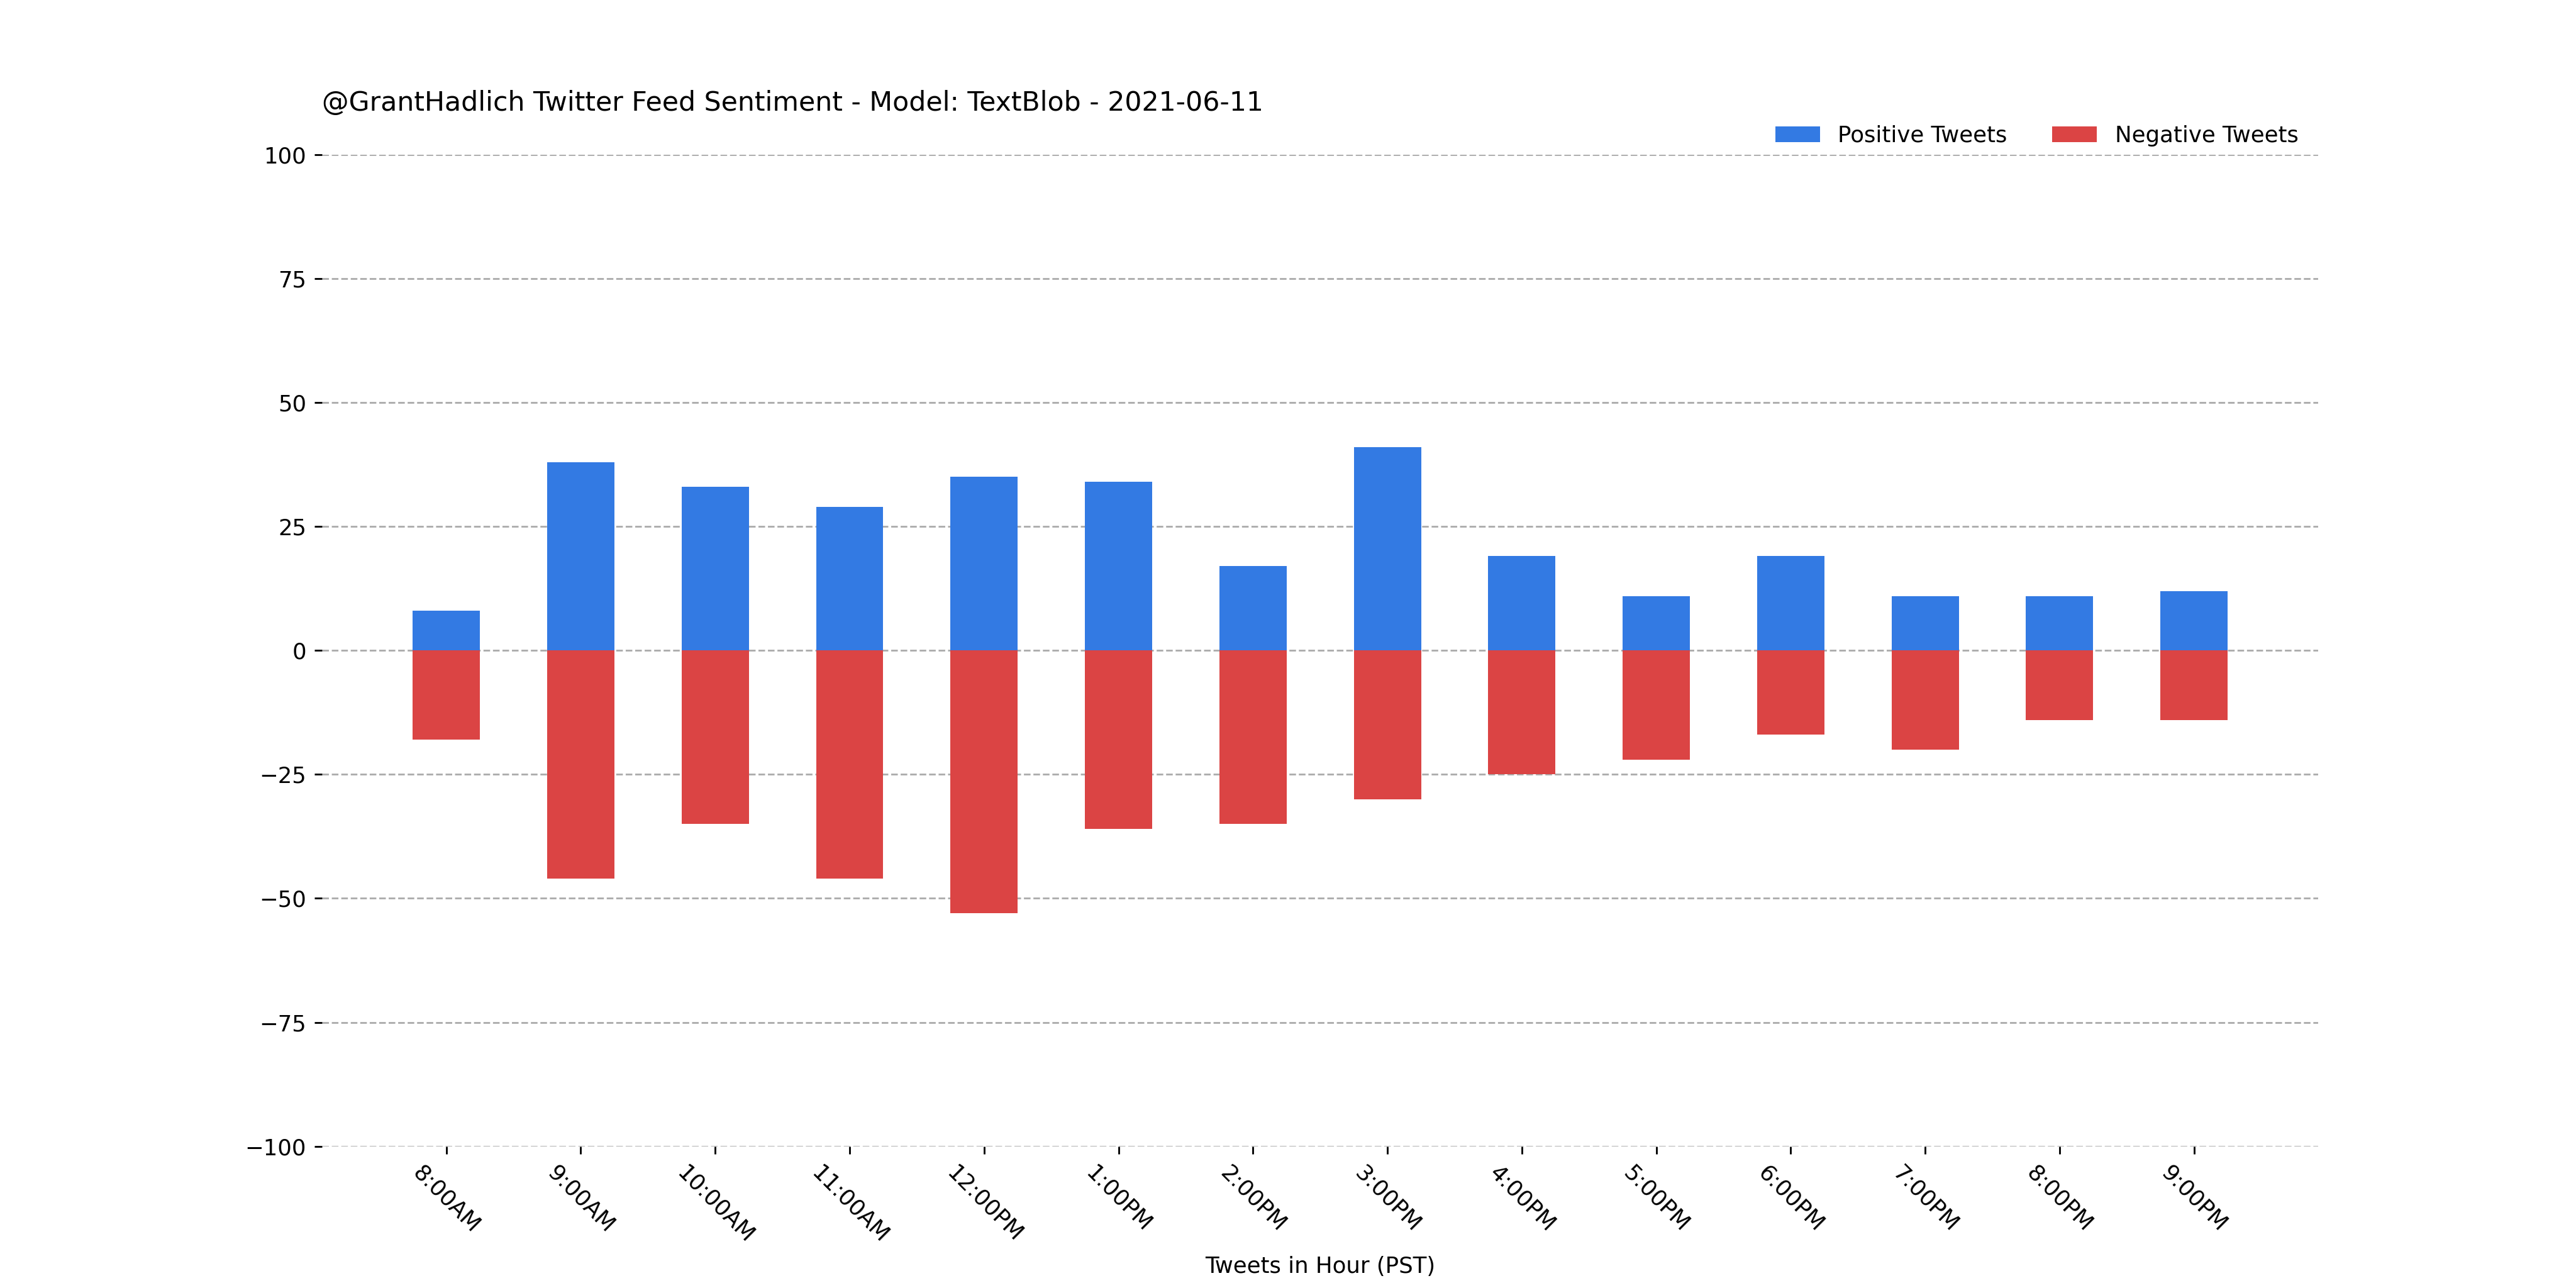 @GrantHadlich Twitter Feed Sentiment - Model: TextBlob - 2021-06-11
Positive Tweets
Negative Tweets
100
75
50
25
0
−25
−50
−75
−100
8:00AM
9:00AM
10:00AM
11:00AM
12:00PM
1:00PM
2:00PM
3:00PM
4:00PM
5:00PM
6:00PM
7:00PM
8:00PM
9:00PM
Tweets in Hour (PST)